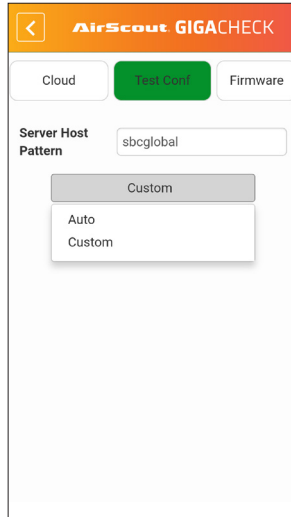 AirScout. GIGACHECK
Cloud Test Conf Firmware
Server Host
Pattern
sbcglobal
Custom
Auto
Custom